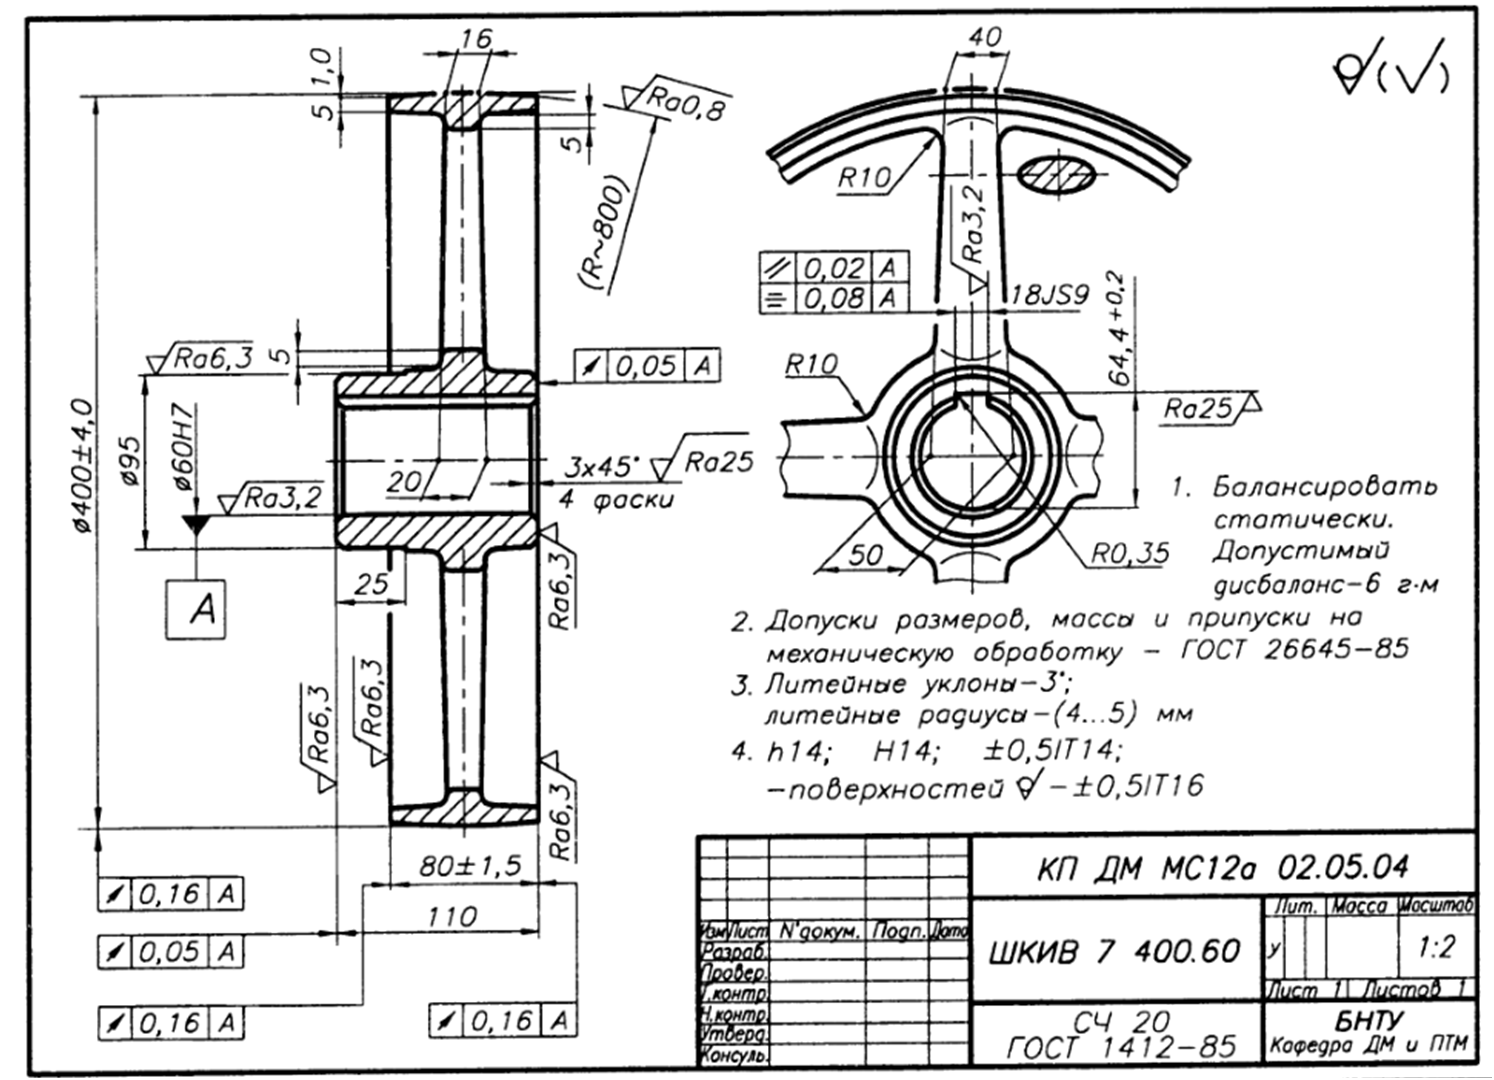 16
40
1,0
5
Ra0,8
5
(R~800)
R10
Ra3,2
// 0,02 A
= 0,08 A
18JS9
64,4+0,2
Ra6,3
5
0,05 A
R10
Ra25
ø400±4,0
ø95
ø60H7
Ra3,2
20
3x45°
4 фаски
Ra25
A
25
Ra6,3
Ra6,3
Ra6,3
Ra6,3
50
R0,35
1. Балансировать
статически.
Допустимый
дисбаланс-6 г·м
2. Допуски размеров, массы и припуски на
механическую обработку - ГОСТ 26645-85
3. Литейные уклоны-3°;
литейные радиусы-(4...5) мм
4. h14; H14; ±0,5IT14;
-поверхностей -±0,5IT16
80±1,5
110
0,16 A
0,05 A
0,16 A
0,16 A
КП ДМ МС12а 02.05.04
Изм Лист N°докум. Подп. Дата
Разраб.
Провер.
Т.контр.
Н.контр.
Утверд.
Консуль.
ШКИВ 7 400.60
Лит. Масса Масштаб
у 1:2
Лист 1 Листов 1
СЧ 20
ГОСТ 1412-85
БНТУ
Кафедра ДМ и ПТМ